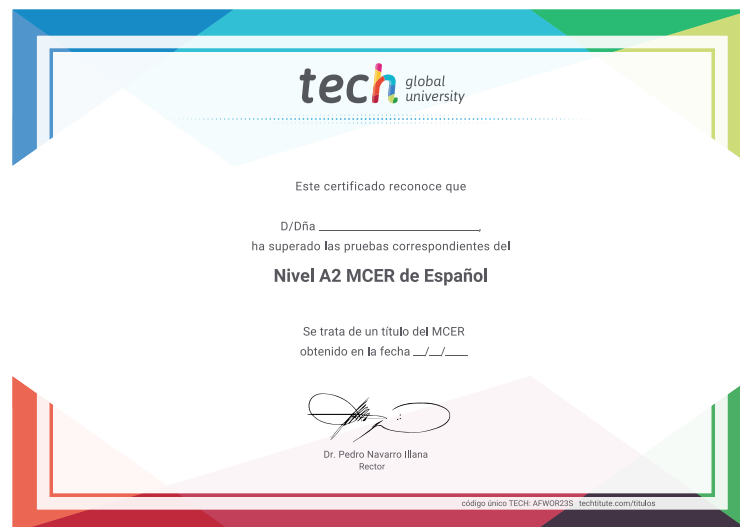 tech global
university
Este certificado reconoce que
D/Dña ________________________,
ha superado las pruebas correspondientes del
Nivel A2 MCER de Español
Se trata de un título del MCER
obtenido en la fecha __/__/____
Dr. Pedro Navarro Illana
Rector
código único TECH: AFWOR23S techtitute.com/titulos